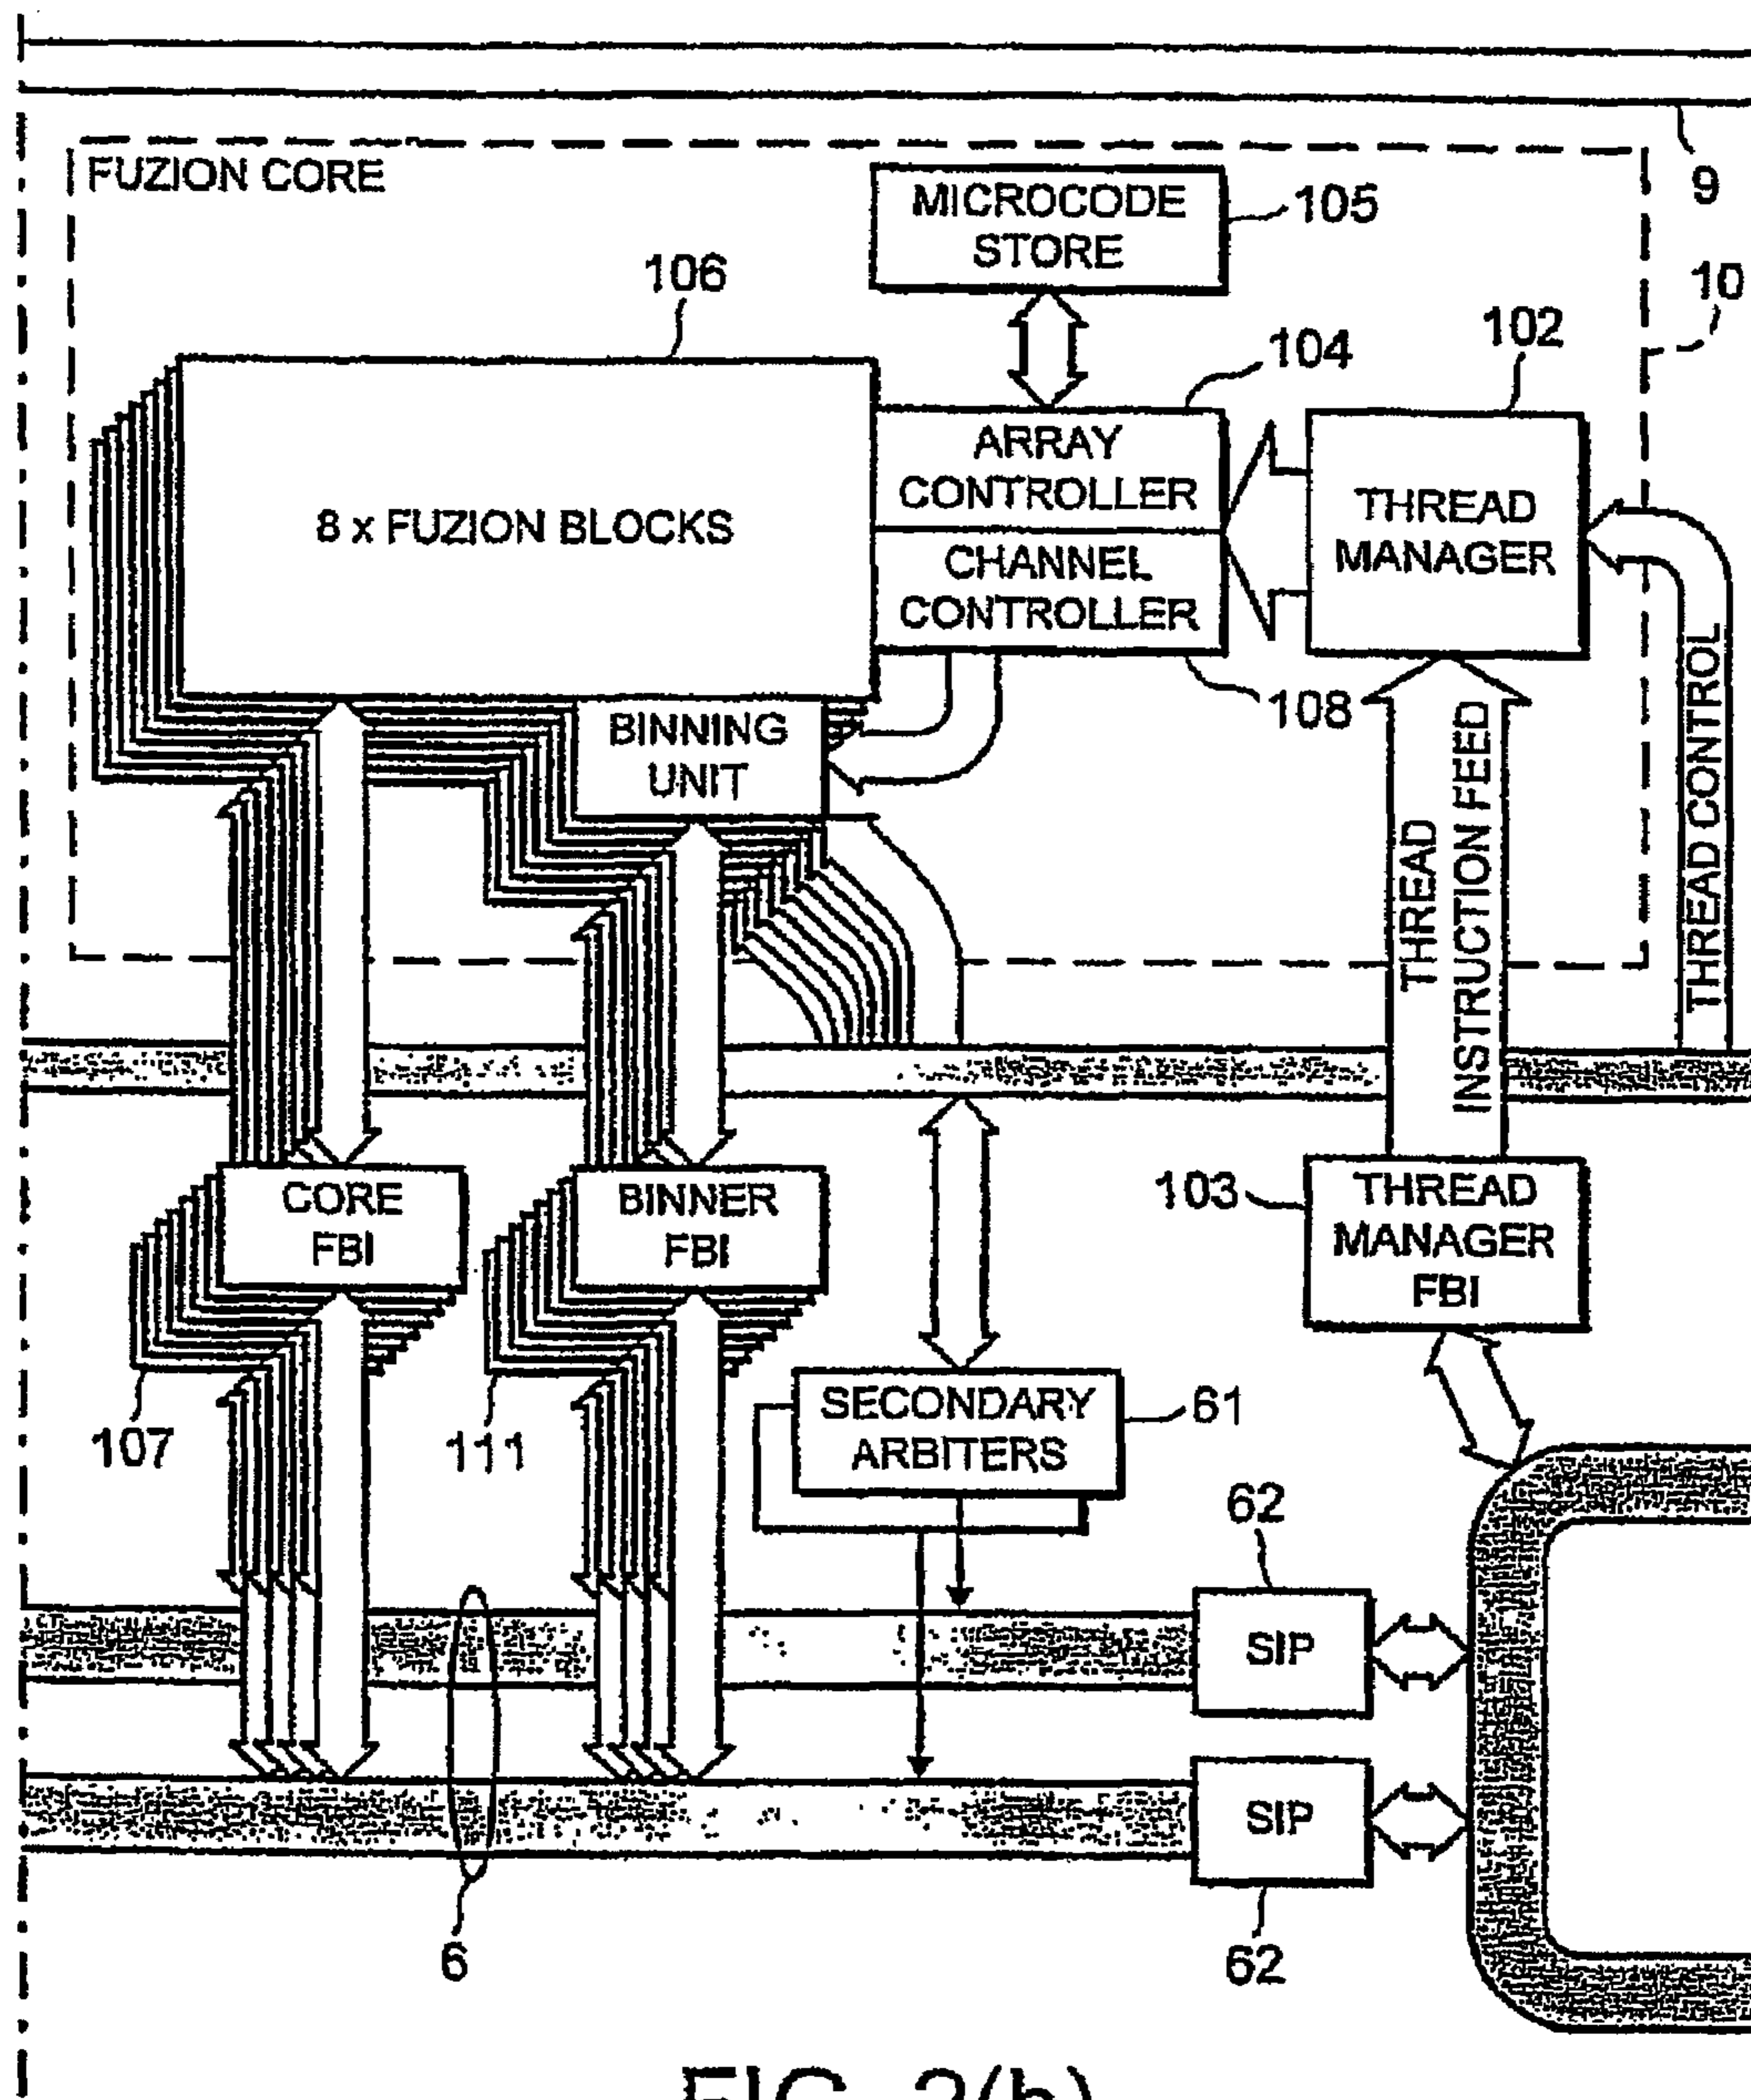 FUZION CORE
MICROCODE
STORE
105
9
106
10
104
102
ARRAY
CONTROLLER
8 x FUZION BLOCKS
THREAD
MANAGER
CHANNEL
CONTROLLER
108
BINNING
UNIT
THREAD
INSTRUCTION FEED
THREAD CONTROL
CORE
FBI
BINNER
FBI
103
THREAD
MANAGER
FBI
107
111
SECONDARY
ARBITERS
61
62
SIP
SIP
6
62
FIG. 2(b)